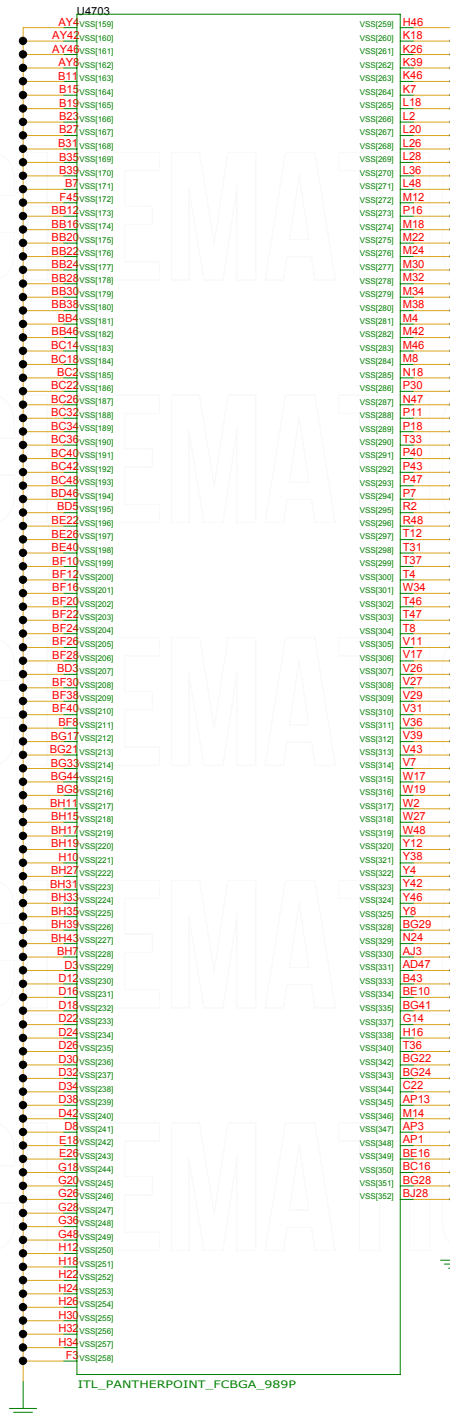 U4703
AY4 VSS[159] VSS[259] H46
AY42 VSS[160] VSS[260] K18
AY46 VSS[161] VSS[261] K26
AY8 VSS[162] VSS[262] K39
B11 VSS[163] VSS[263] K46
B15 VSS[164] VSS[264] K7
B19 VSS[165] VSS[265] L18
B23 VSS[166] VSS[266] L2
B27 VSS[167] VSS[267] L20
B31 VSS[168] VSS[268] L26
B35 VSS[169] VSS[269] L28
B39 VSS[170] VSS[270] L36
B7 VSS[171] VSS[271] L48
F45 VSS[172] VSS[272] M12
BB12 VSS[173] VSS[273] P16
BB16 VSS[174] VSS[274] M18
BB20 VSS[175] VSS[275] M22
BB22 VSS[176] VSS[276] M24
BB24 VSS[177] VSS[277] M30
BB28 VSS[178] VSS[278] M32
BB30 VSS[179] VSS[279] M34
BB38 VSS[180] VSS[280] M38
BB4 VSS[181] VSS[281] M4
BB46 VSS[182] VSS[282] M42
BC14 VSS[183] VSS[283] M46
BC18 VSS[184] VSS[284] M8
BC2 VSS[185] VSS[285] N18
BC22 VSS[186] VSS[286] P30
BC26 VSS[187] VSS[287] N47
BC32 VSS[188] VSS[288] P11
BC34 VSS[189] VSS[289] P18
BC36 VSS[190] VSS[290] T33
BC40 VSS[191] VSS[291] P40
BC42 VSS[192] VSS[292] P43
BC48 VSS[193] VSS[293] P47
BD46 VSS[194] VSS[294] P7
BD5 VSS[195] VSS[295] R2
BE22 VSS[196] VSS[296] R48
BE26 VSS[197] VSS[297] T12
BE40 VSS[198] VSS[298] T31
BF10 VSS[199] VSS[299] T37
BF12 VSS[200] VSS[300] T4
BF16 VSS[201] VSS[301] W34
BF20 VSS[202] VSS[302] T46
BF22 VSS[203] VSS[303] T47
BF24 VSS[204] VSS[304] T8
BF26 VSS[205] VSS[305] V11
BF28 VSS[206] VSS[306] V17
BD3 VSS[207] VSS[307] V26
BF30 VSS[208] VSS[308] V27
BF38 VSS[209] VSS[309] V29
BF40 VSS[210] VSS[310] V31
BF8 VSS[211] VSS[311] V36
BG17 VSS[212] VSS[312] V39
BG21 VSS[213] VSS[313] V43
BG33 VSS[214] VSS[314] V7
BG44 VSS[215] VSS[315] W17
BG8 VSS[216] VSS[316] W19
BH11 VSS[217] VSS[317] W2
BH15 VSS[218] VSS[318] W27
BH17 VSS[219] VSS[319] W48
BH19 VSS[220] VSS[320] Y12
H10 VSS[221] VSS[321] Y38
BH27 VSS[222] VSS[322] Y4
BH31 VSS[223] VSS[323] Y42
BH33 VSS[224] VSS[324] Y46
BH35 VSS[225] VSS[325] Y8
BH39 VSS[226] VSS[328] BG29
BH43 VSS[227] VSS[329] N24
BH7 VSS[228] VSS[330] AJ3
D3 VSS[229] VSS[331] AD47
D12 VSS[230] VSS[333] B43
D16 VSS[231] VSS[334] BE10
D18 VSS[232] VSS[335] BG41
D22 VSS[233] VSS[337] G14
D24 VSS[234] VSS[338] H16
D26 VSS[235] VSS[340] T36
D30 VSS[236] VSS[342] BG22
D32 VSS[237] VSS[343] BG24
D34 VSS[238] VSS[344] C22
D38 VSS[239] VSS[345] AP13
D42 VSS[240] VSS[346] M14
D8 VSS[241] VSS[347] AP3
E18 VSS[242] VSS[348] AP1
E26 VSS[243] VSS[349] BE16
G18 VSS[244] VSS[350] BC16
G20 VSS[245] VSS[351] BG28
G26 VSS[246] VSS[352] BJ28
G28 VSS[247]
G36 VSS[248]
G48 VSS[249]
H12 VSS[250]
H18 VSS[251]
H22 VSS[252]
H24 VSS[253]
H26 VSS[254]
H30 VSS[255]
H32 VSS[256]
H34 VSS[257]
F3 VSS[258]
ITL_PANTHERPOINT_FCBGA_989P